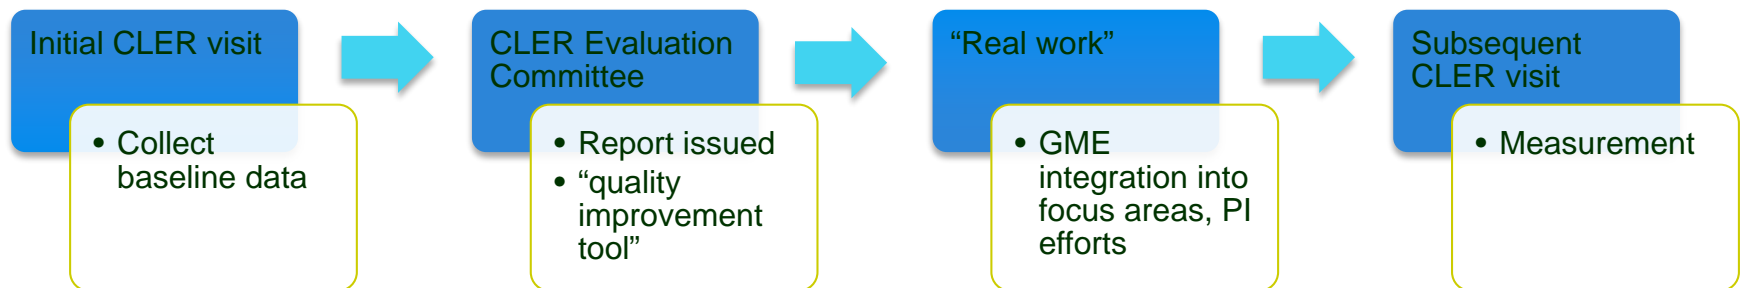 Initial CLER visit
• Collect
baseline data
CLER Evaluation
Committee
• Report issued
• “quality
improvement
tool”
“Real work”
• GME
integration into
focus areas, PI
efforts
Subsequent
CLER visit
• Measurement